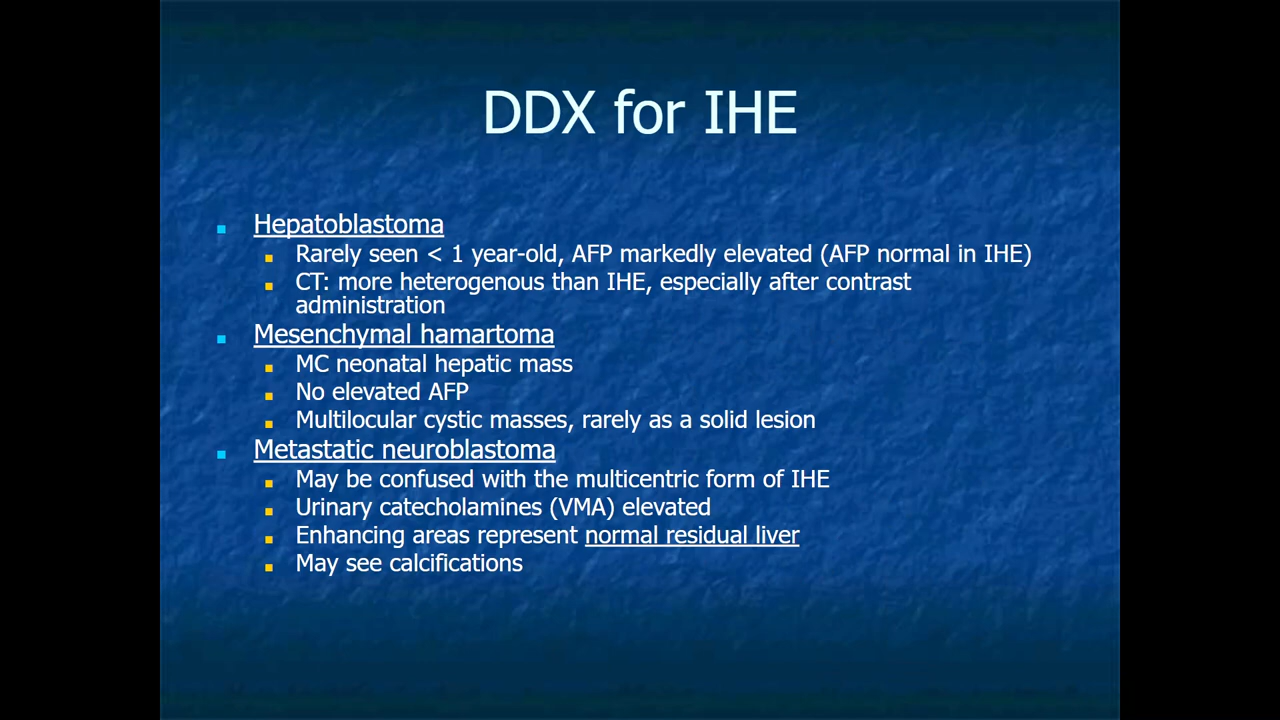 DDX for IHE
Hepatoblastoma
Rarely seen < 1 year-old, AFP markedly elevated (AFP normal in IHE)
CT: more heterogenous than IHE, especially after contrast
administration
Mesenchymal hamartoma
MC neonatal hepatic mass
No elevated AFP
Multilocular cystic masses, rarely as a solid lesion
Metastatic neuroblastoma
May be confused with the multicentric form of IHE
Urinary catecholamines (VMA) elevated
Enhancing areas represent normal residual liver
May see calcifications